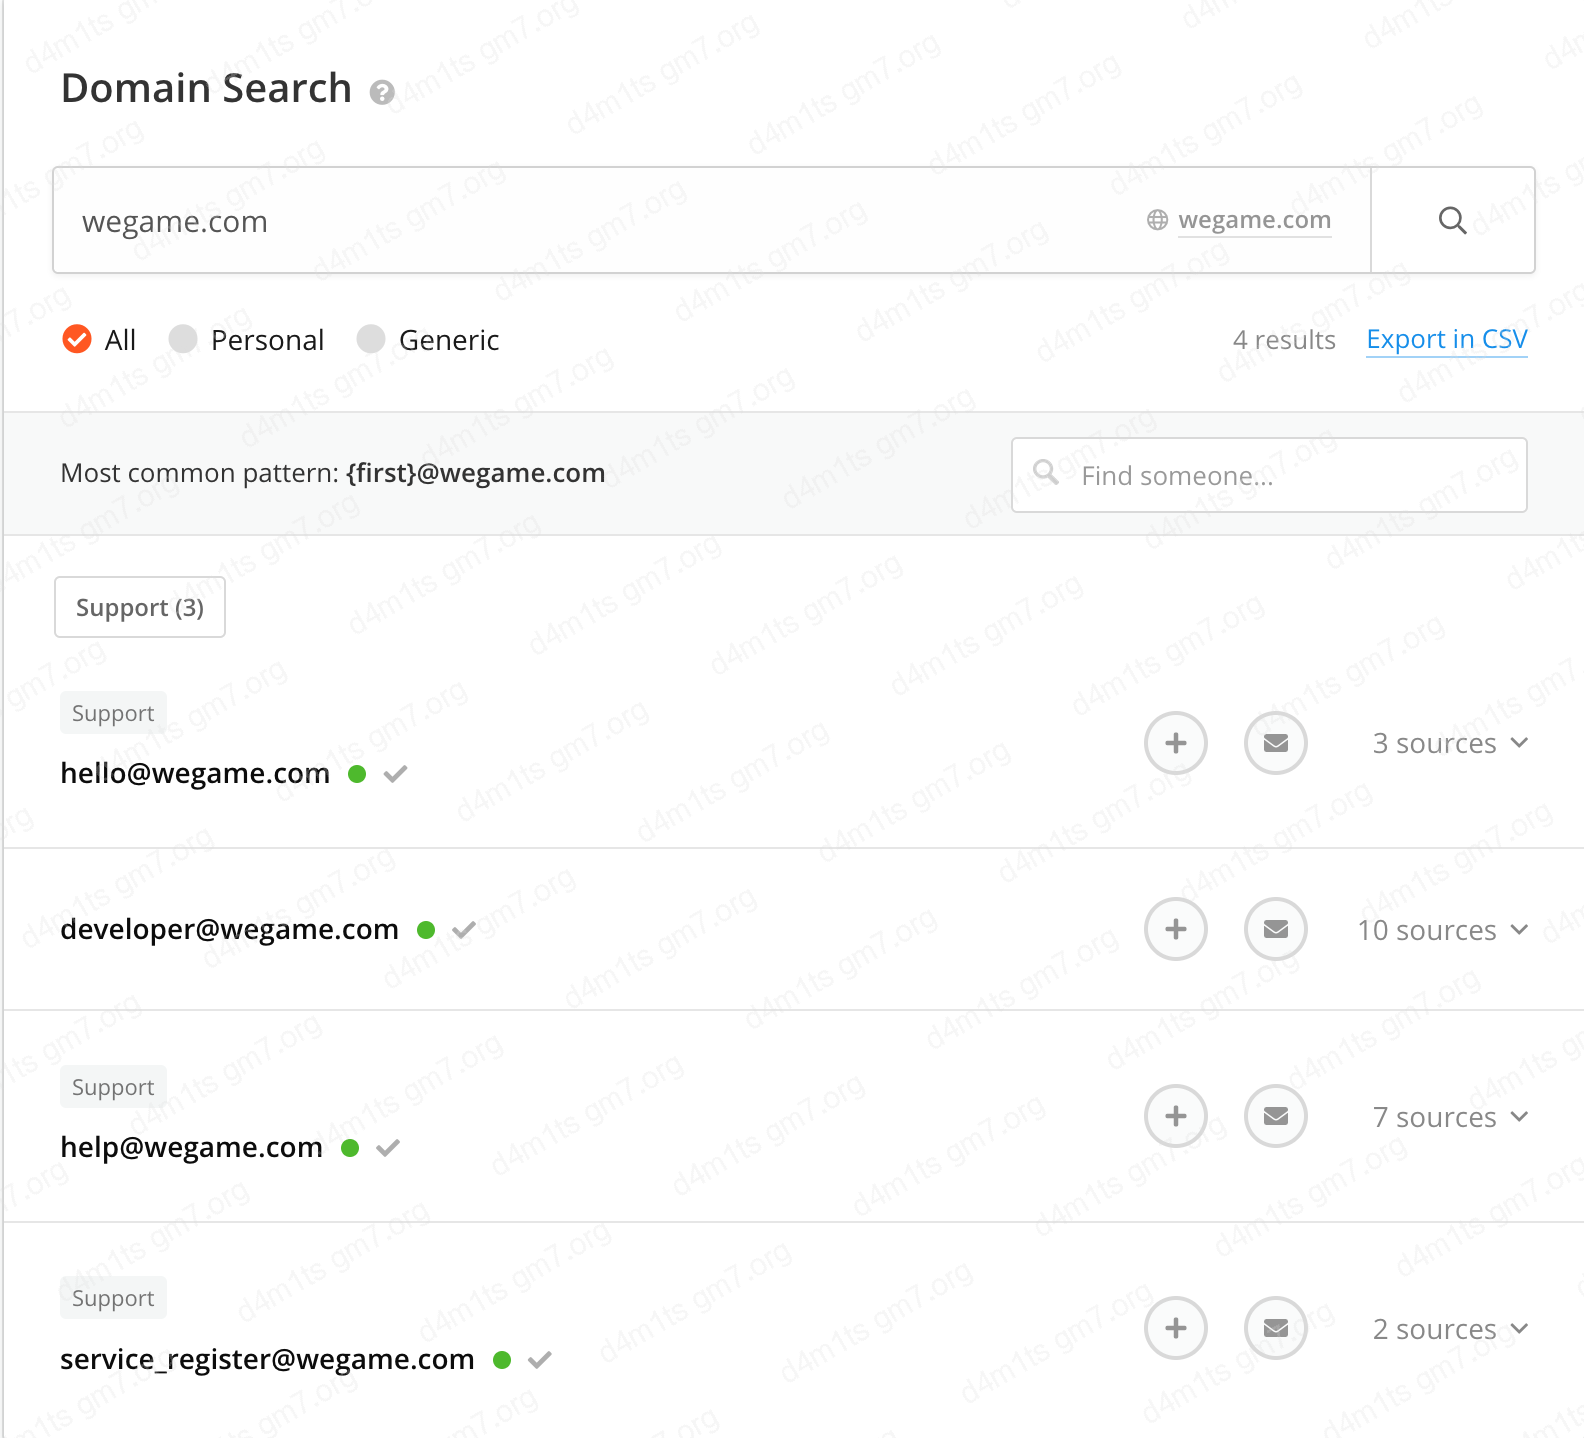 Domain Search ?
wegame.com
wegame.com
All Personal Generic
4 results Export in CSV
Most common pattern: {first}@wegame.com
Find someone...
Support (3)
Support
hello@wegame.com
3 sources
developer@wegame.com
10 sources
Support
help@wegame.com
7 sources
Support
service_register@wegame.com
2 sources
d4m1ts gm7.org